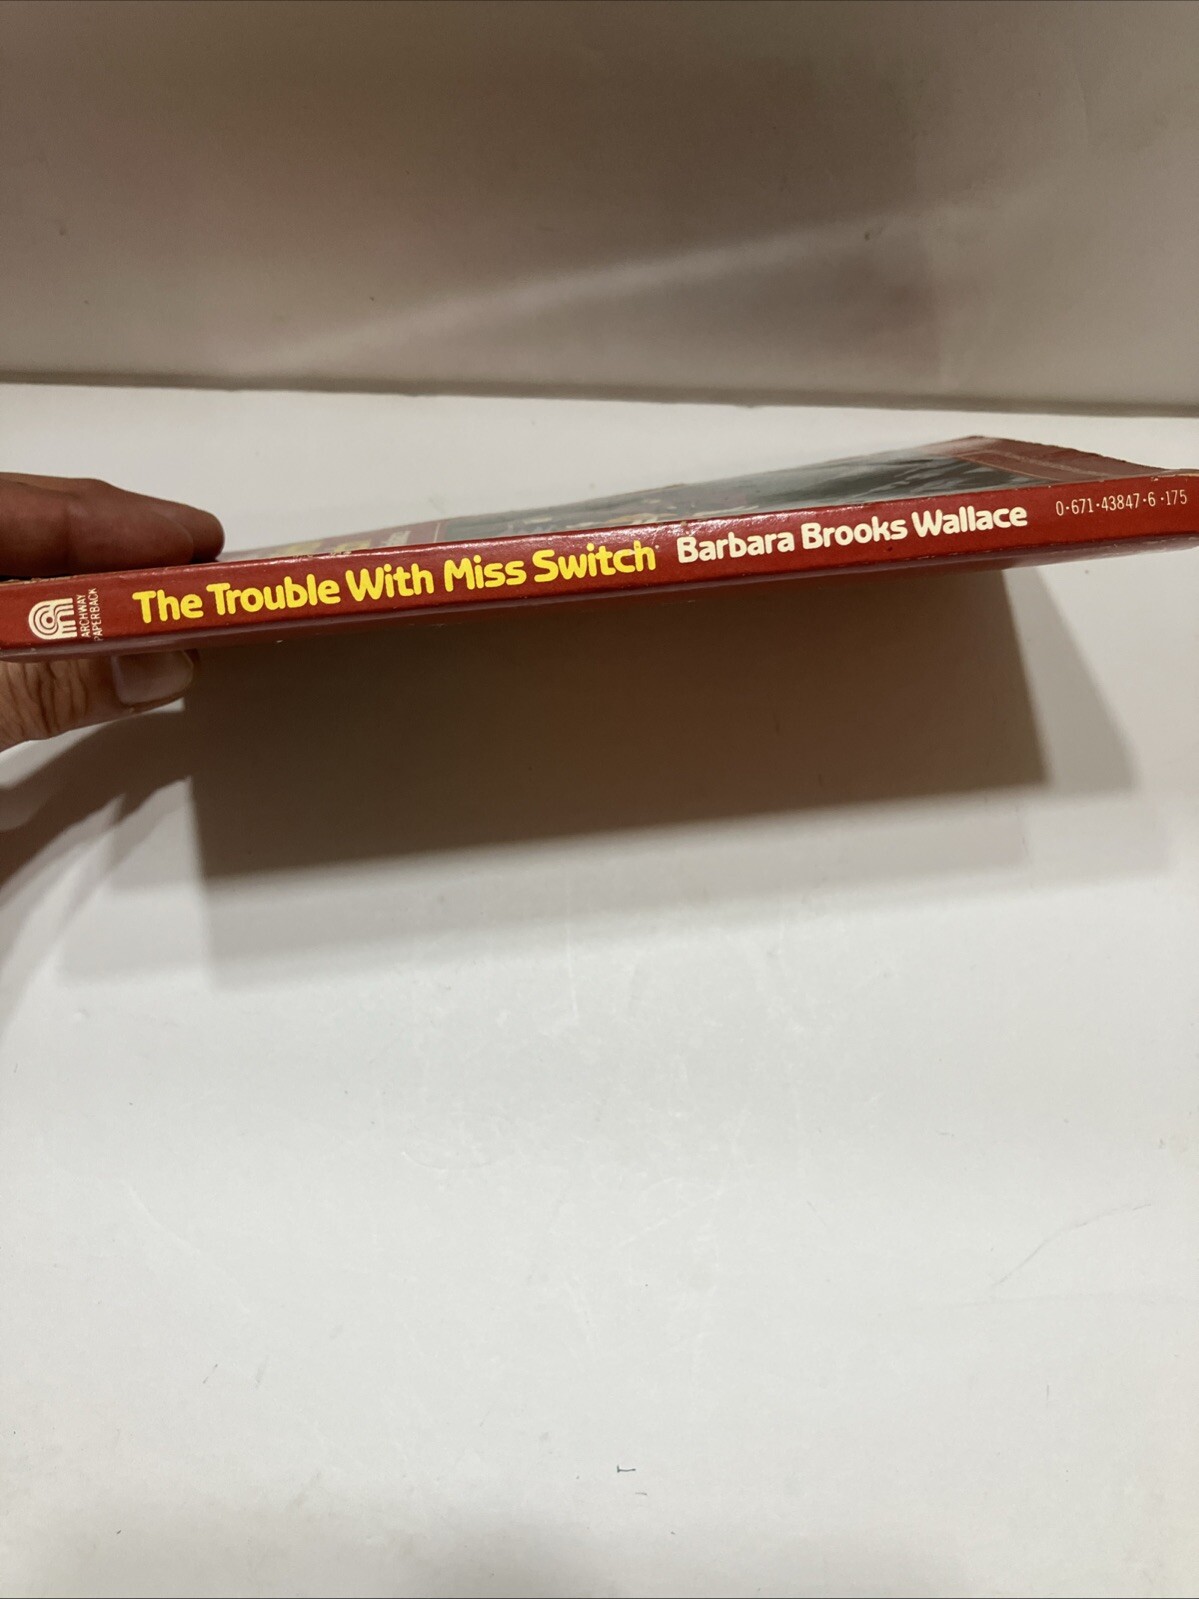 ARCHWAY
PAPERBACK
The Trouble With Miss Switch Barbara Brooks Wallace 0·671·43847·6·175